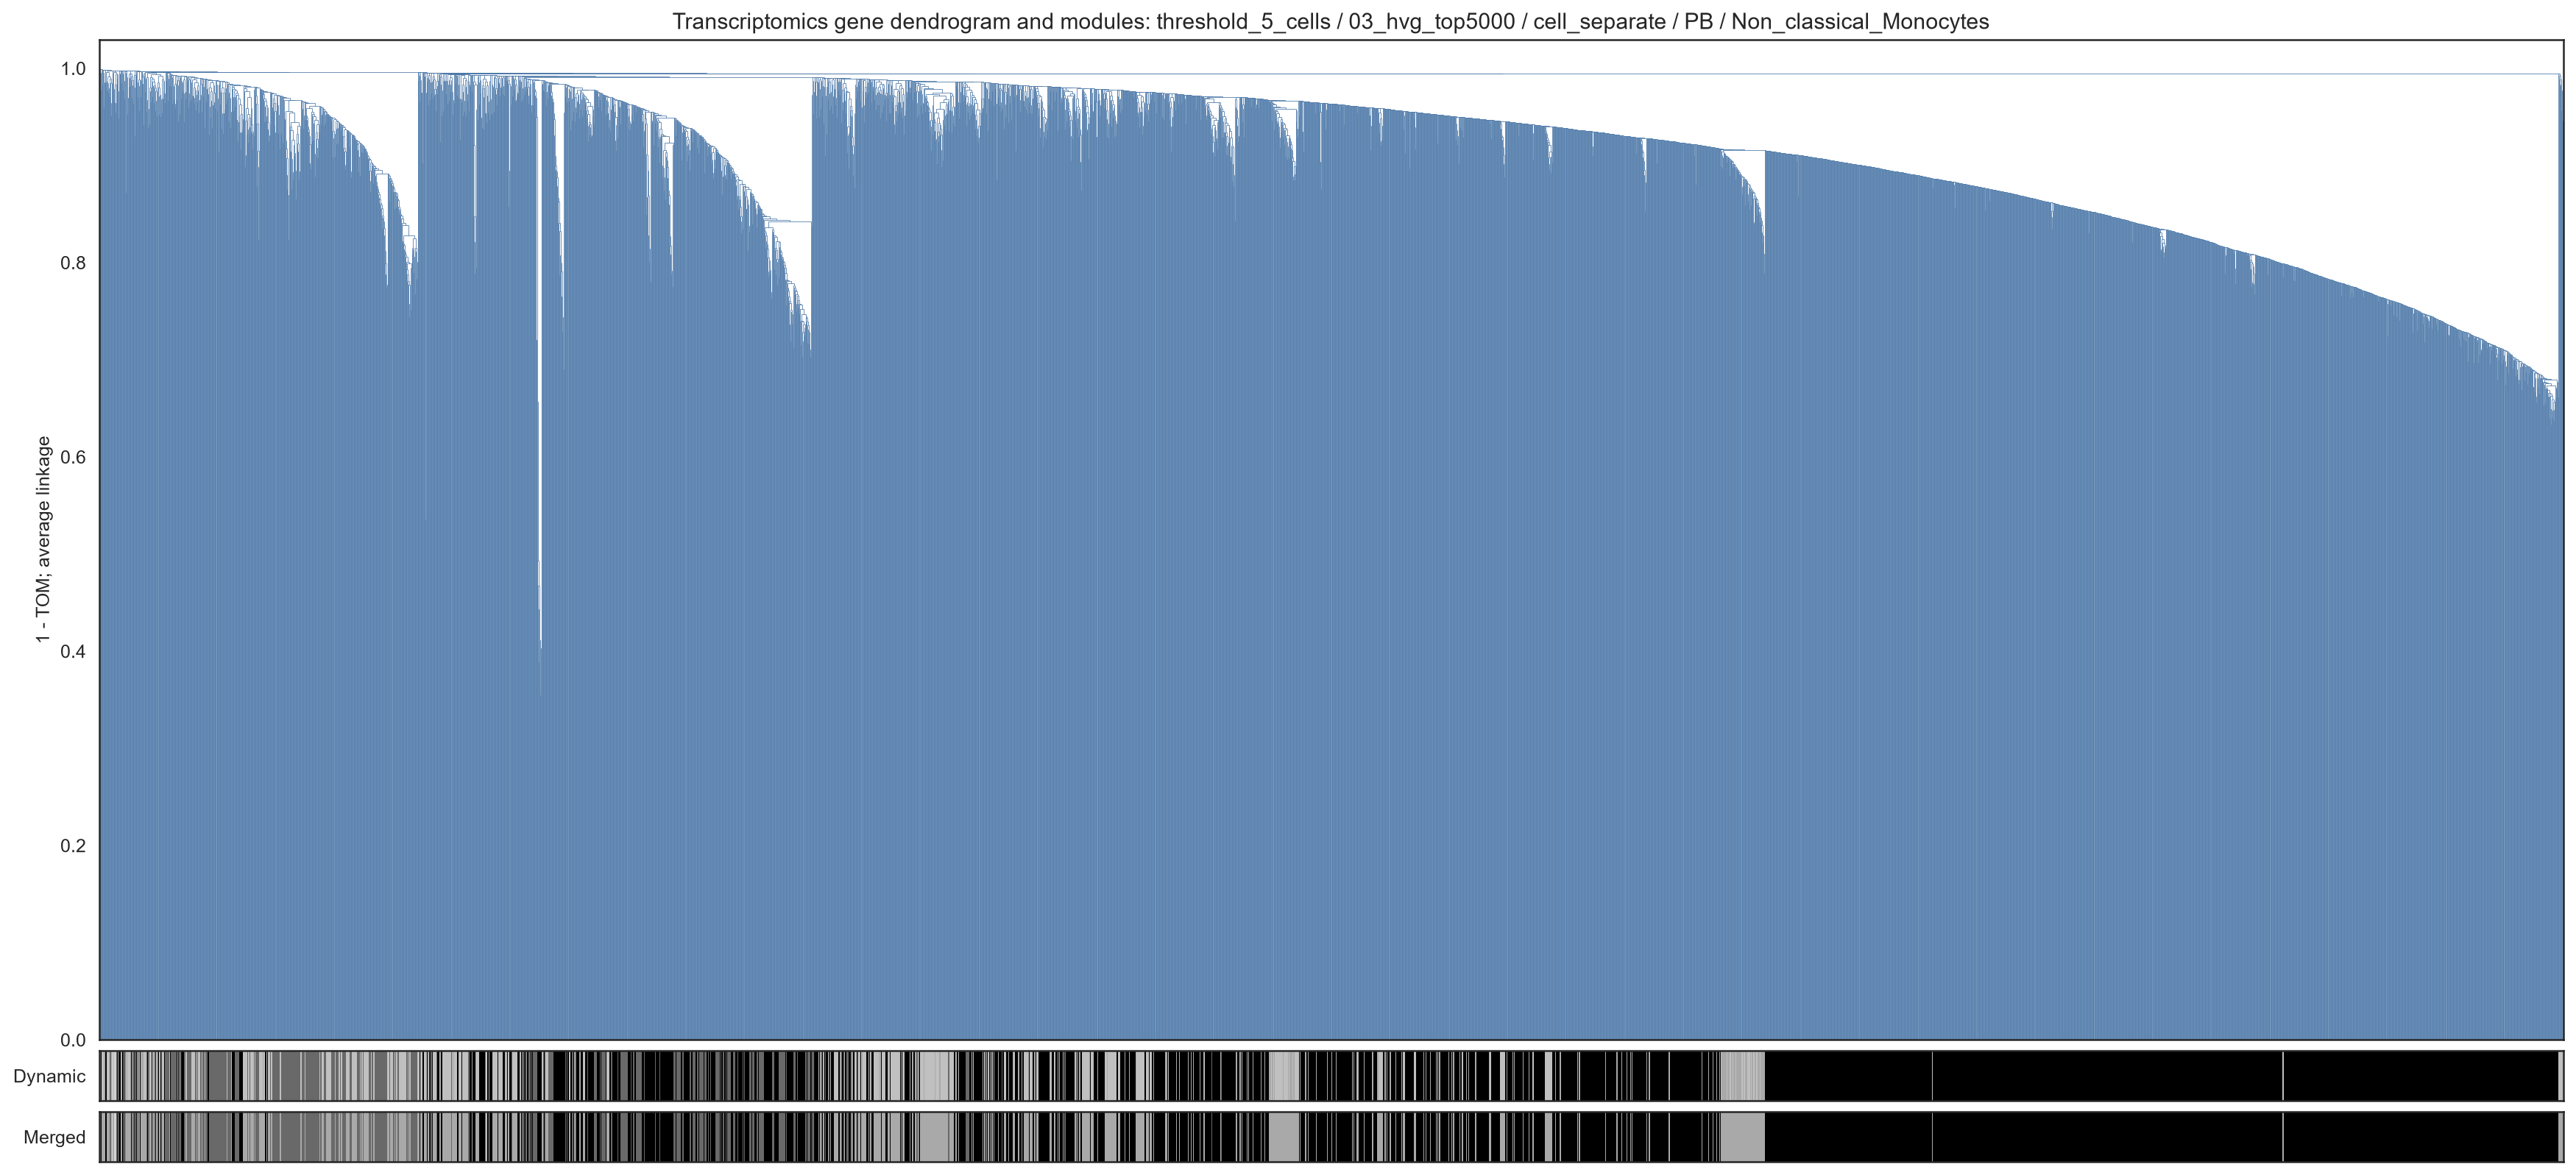 Transcriptomics gene dendrogram and modules: threshold_5_cells / 03_hvg_top5000 / cell_separate / PB / Non_classical_Monocytes
1.0
0.8
0.6
0.4
0.2
0.0
1 - TOM; average linkage
Dynamic
Merged